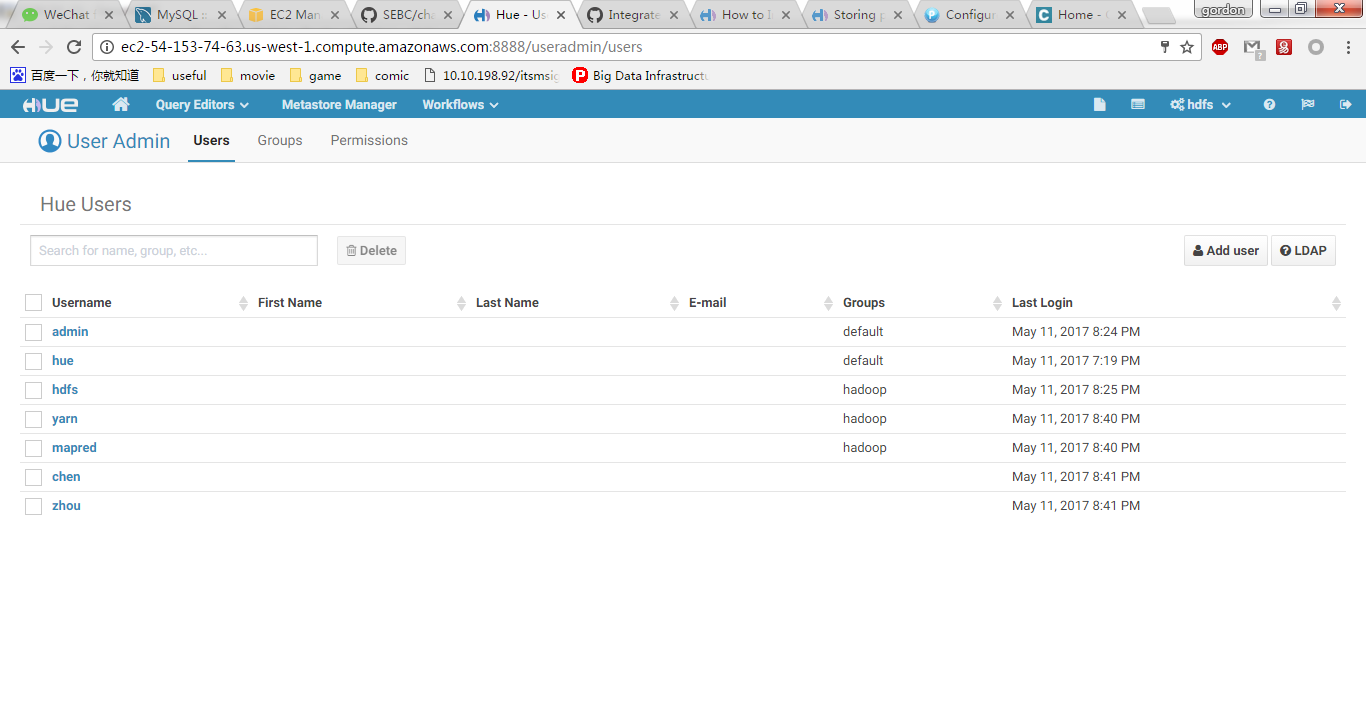 WeChat MySQL :: EC2 Man SEBC/cha Hue - Use Integrate How to In Storing p Configur Home - gordon
ec2-54-153-74-63.us-west-1.compute.amazonaws.com:8888/useradmin/users ABP
百度一下，你就知道 useful movie game comic 10.10.198.92/itsmsig Big Data Infrastructu
HUE Query Editors Metastore Manager Workflows hdfs
User Admin Users Groups Permissions
Hue Users
Search for name, group, etc... Delete Add user LDAP
Username First Name Last Name E-mail Groups Last Login
admin default May 11, 2017 8:24 PM
hue default May 11, 2017 7:19 PM
hdfs hadoop May 11, 2017 8:25 PM
yarn hadoop May 11, 2017 8:40 PM
mapred hadoop May 11, 2017 8:40 PM
chen May 11, 2017 8:41 PM
zhou May 11, 2017 8:41 PM